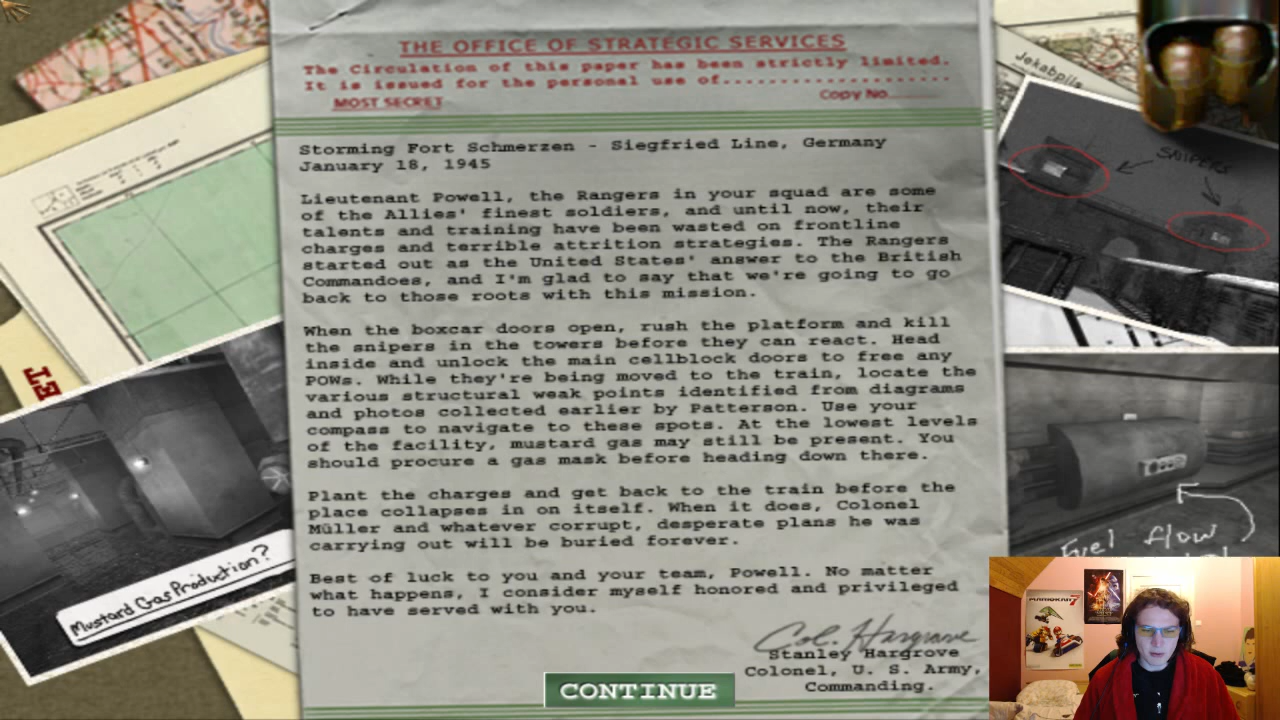 THE OFFICE OF STRATEGIC SERVICES
The Circulation of this paper has been strictly limited.
It is issued for the personal use of......................
MOST SECRET
Copy No.......
Storming Fort Schmerzen - Siegfried Line, Germany
January 18, 1945
Lieutenant Powell, the Rangers in your squad are some
of the Allies' finest soldiers, and until now, their
talents and training have been wasted on frontline
charges and terrible attrition strategies. The Rangers
started out as the United States' answer to the British
Commandoes, and I'm glad to say that we're going to go
back to those roots with this mission.
When the boxcar doors open, rush the platform and kill
the snipers in the towers before they can react. Head
inside and unlock the main cellblock doors to free any
POWs. While they're being moved to the train, locate the
various structural weak points identified from diagrams
and photos collected earlier by Patterson. Use your
compass to navigate to these spots. At the lowest levels
of the facility, mustard gas may still be present. You
should procure a gas mask before heading down there.
Plant the charges and get back to the train before the
place collapses in on itself. When it does, Colonel
Müller and whatever corrupt, desperate plans he was
carrying out will be buried forever.
Best of luck to you and your team, Powell. No matter
what happens, I consider myself honored and privileged
to have served with you.
Col. Hargrove
Stanley Hargrove
Colonel, U. S. Army,
Commanding.
CONTINUE
Jekabpils
SNIPERS
Fuel flow
Mustard Gas Production?
ET
MARIOKART 7